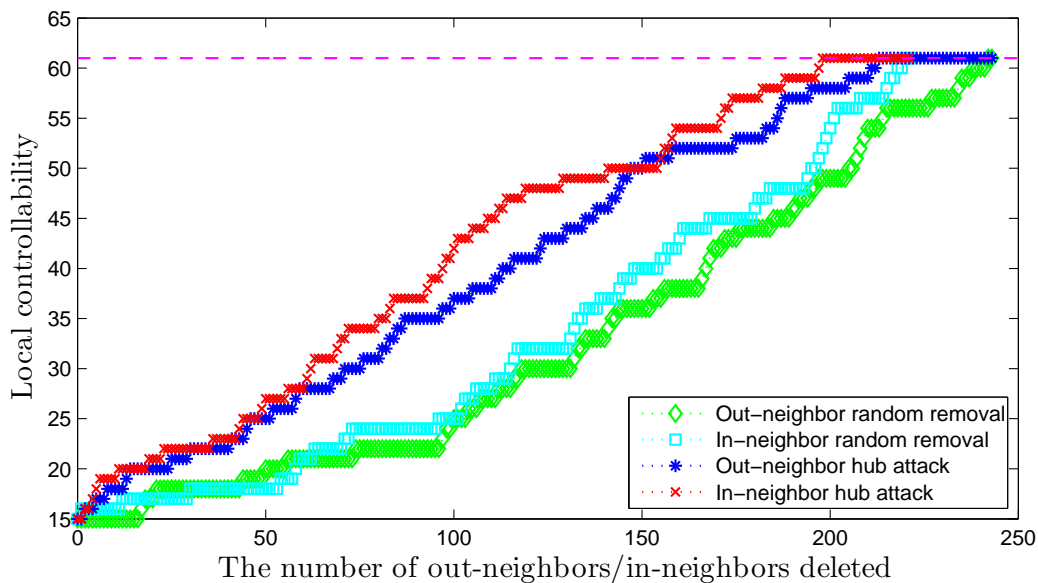 65
60
55
50
45
40
35
30
25
20
15
Local controllability
0
50
100
150
200
250
The number of out-neighbors/in-neighbors deleted
Out−neighbor random removal
In−neighbor random removal
Out−neighbor hub attack
In−neighbor hub attack